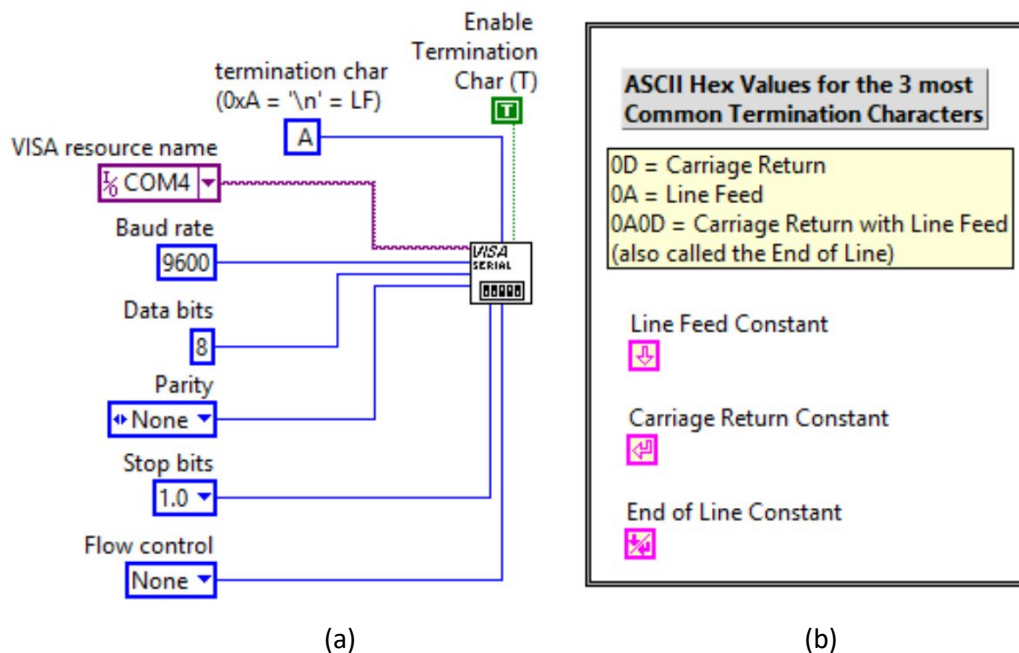 Enable
Termination
Char (T)
T
termination char
(0xA = '\n' = LF)
A
VISA resource name
I/O COM4
Baud rate
9600
VISA
SERIAL
Data bits
8
Parity
None
Stop bits
1.0
Flow control
None
(a)
ASCII Hex Values for the 3 most
Common Termination Characters
0D = Carriage Return
0A = Line Feed
0A0D = Carriage Return with Line Feed
(also called the End of Line)
Line Feed Constant
Carriage Return Constant
End of Line Constant
(b)